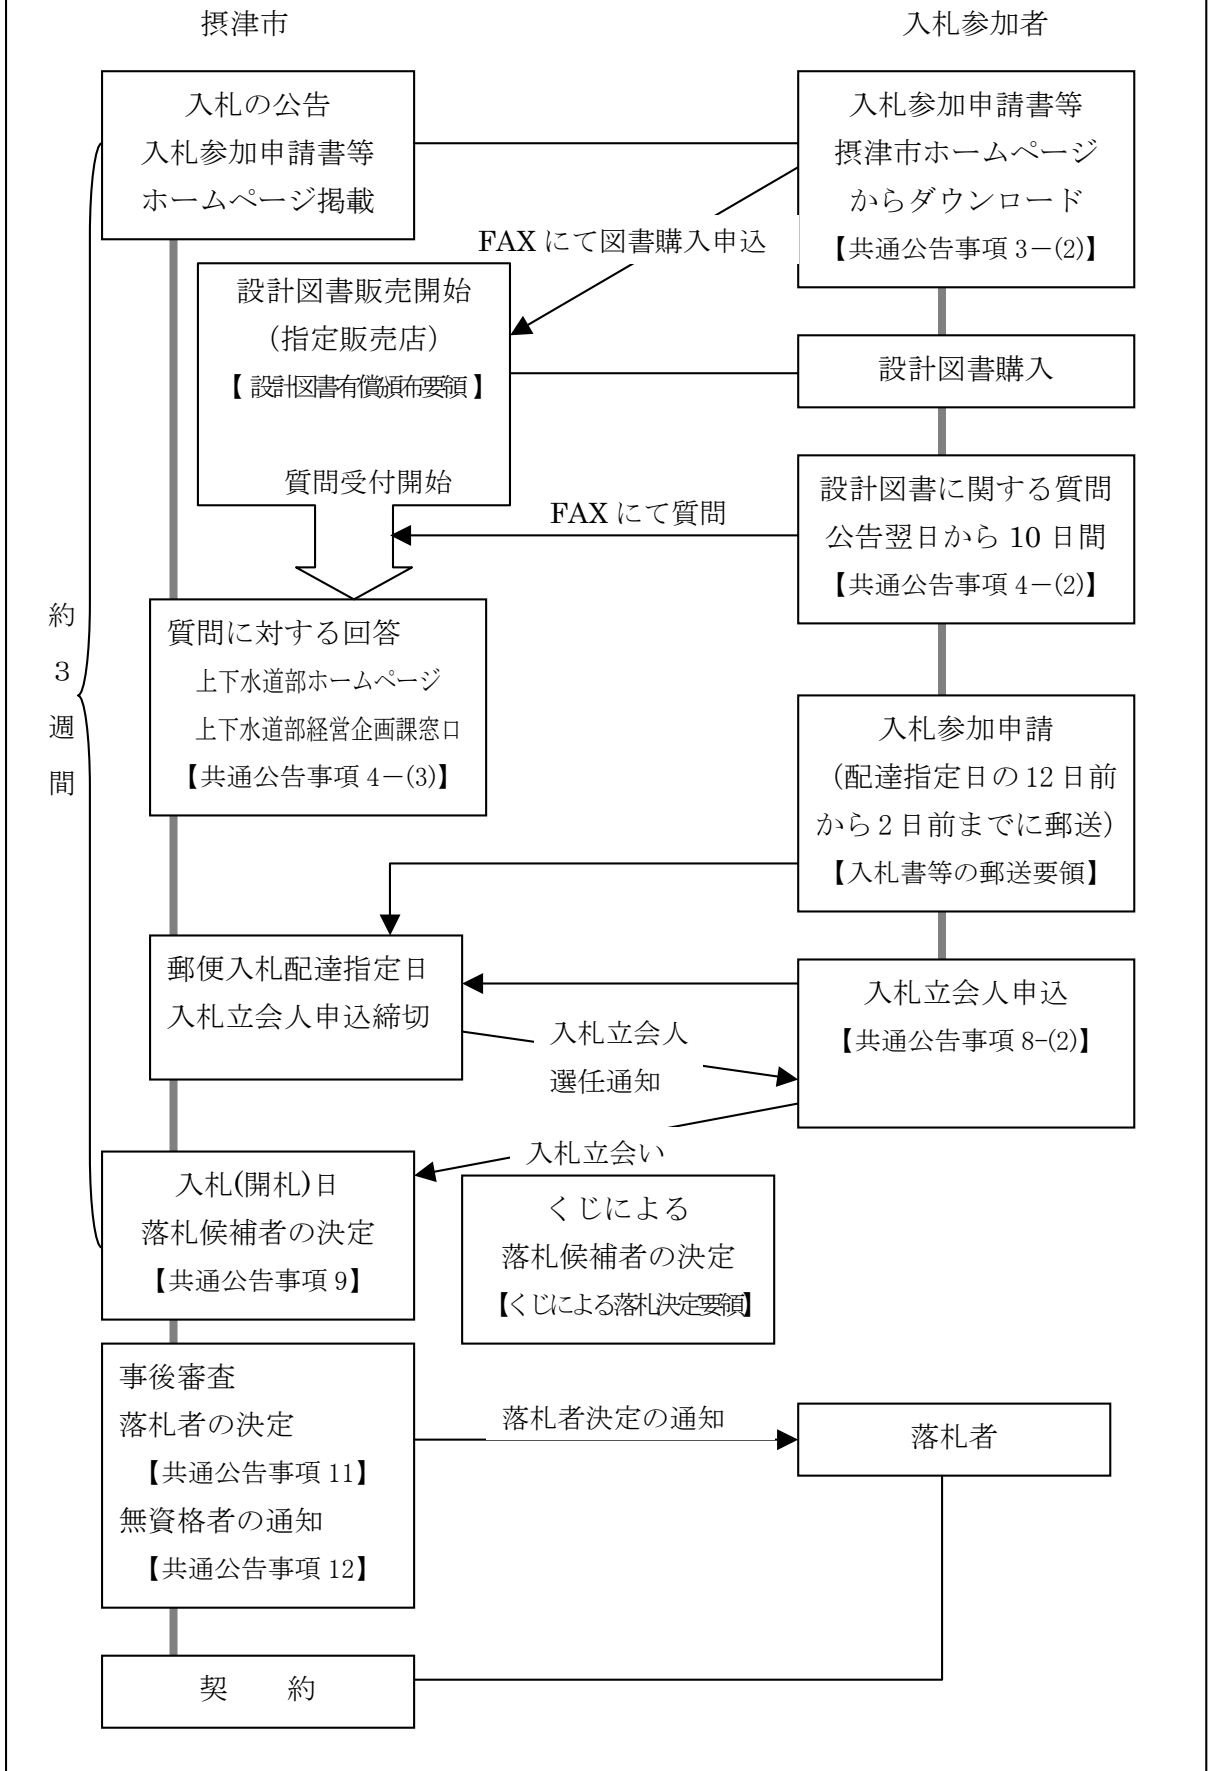 摂津市
入札参加者
入札の公告
入札参加申請書等
ホームページ掲載
入札参加申請書等
摂津市ホームページ
からダウンロード
【共通公告事項 3－(2)】
FAX にて図書購入申込
設計図書販売開始
（指定販売店）
【 設計図書有償頒布要領 】
質問受付開始
設計図書購入
設計図書に関する質問
公告翌日から 10 日間
【共通公告事項 4－(2)】
FAX にて質問
約
３
週
間
質問に対する回答
上下水道部ホームページ
上下水道部経営企画課窓口
【共通公告事項 4－(3)】
入札参加申請
（配達指定日の 12 日前
から 2 日前までに郵送）
【入札書等の郵送要領】
郵便入札配達指定日
入札立会人申込締切
入札立会人申込
【共通公告事項 8-(2)】
入札立会人
選任通知
入札立会い
入札(開札)日
落札候補者の決定
【共通公告事項 9】
くじによる
落札候補者の決定
【くじによる落札決定要領】
事後審査
落札者の決定
【共通公告事項 11】
無資格者の通知
【共通公告事項 12】
落札者決定の通知
落札者
契　　約